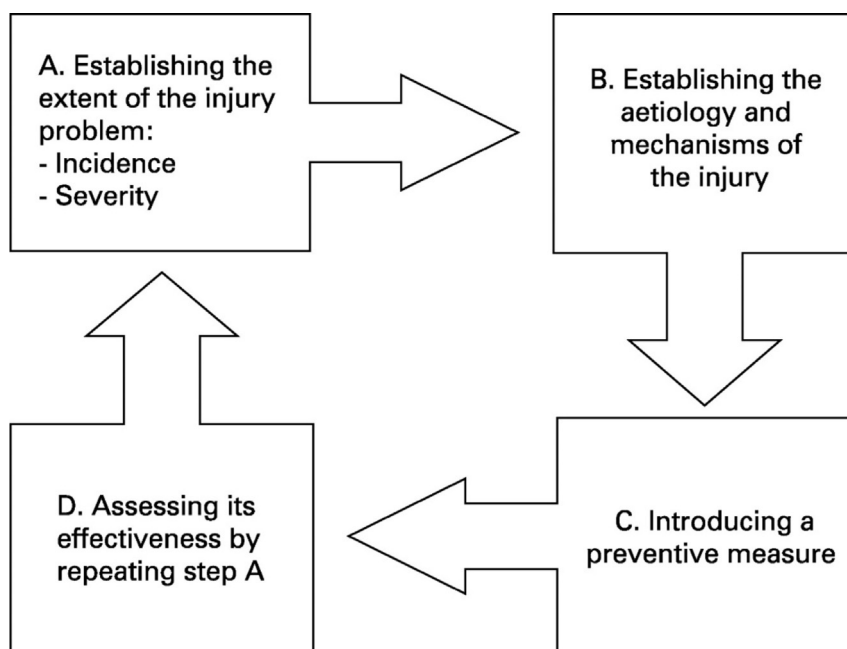 A. Establishing the
extent of the injury
problem:
- Incidence
- Severity
B. Establishing the
aetiology and
mechanisms of
the injury
C. Introducing a
preventive measure
D. Assessing its
effectiveness by
repeating step A